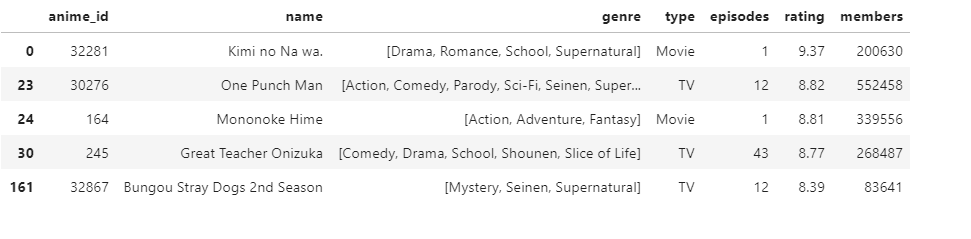 anime_id name genre type episodes rating members
0 32281 Kimi no Na wa. [Drama, Romance, School, Supernatural] Movie 1 9.37 200630
23 30276 One Punch Man [Action, Comedy, Parody, Sci-Fi, Seinen, Super... TV 12 8.82 552458
24 164 Mononoke Hime [Action, Adventure, Fantasy] Movie 1 8.81 339556
30 245 Great Teacher Onizuka [Comedy, Drama, School, Shounen, Slice of Life] TV 43 8.77 268487
161 32867 Bungou Stray Dogs 2nd Season [Mystery, Seinen, Supernatural] TV 12 8.39 83641